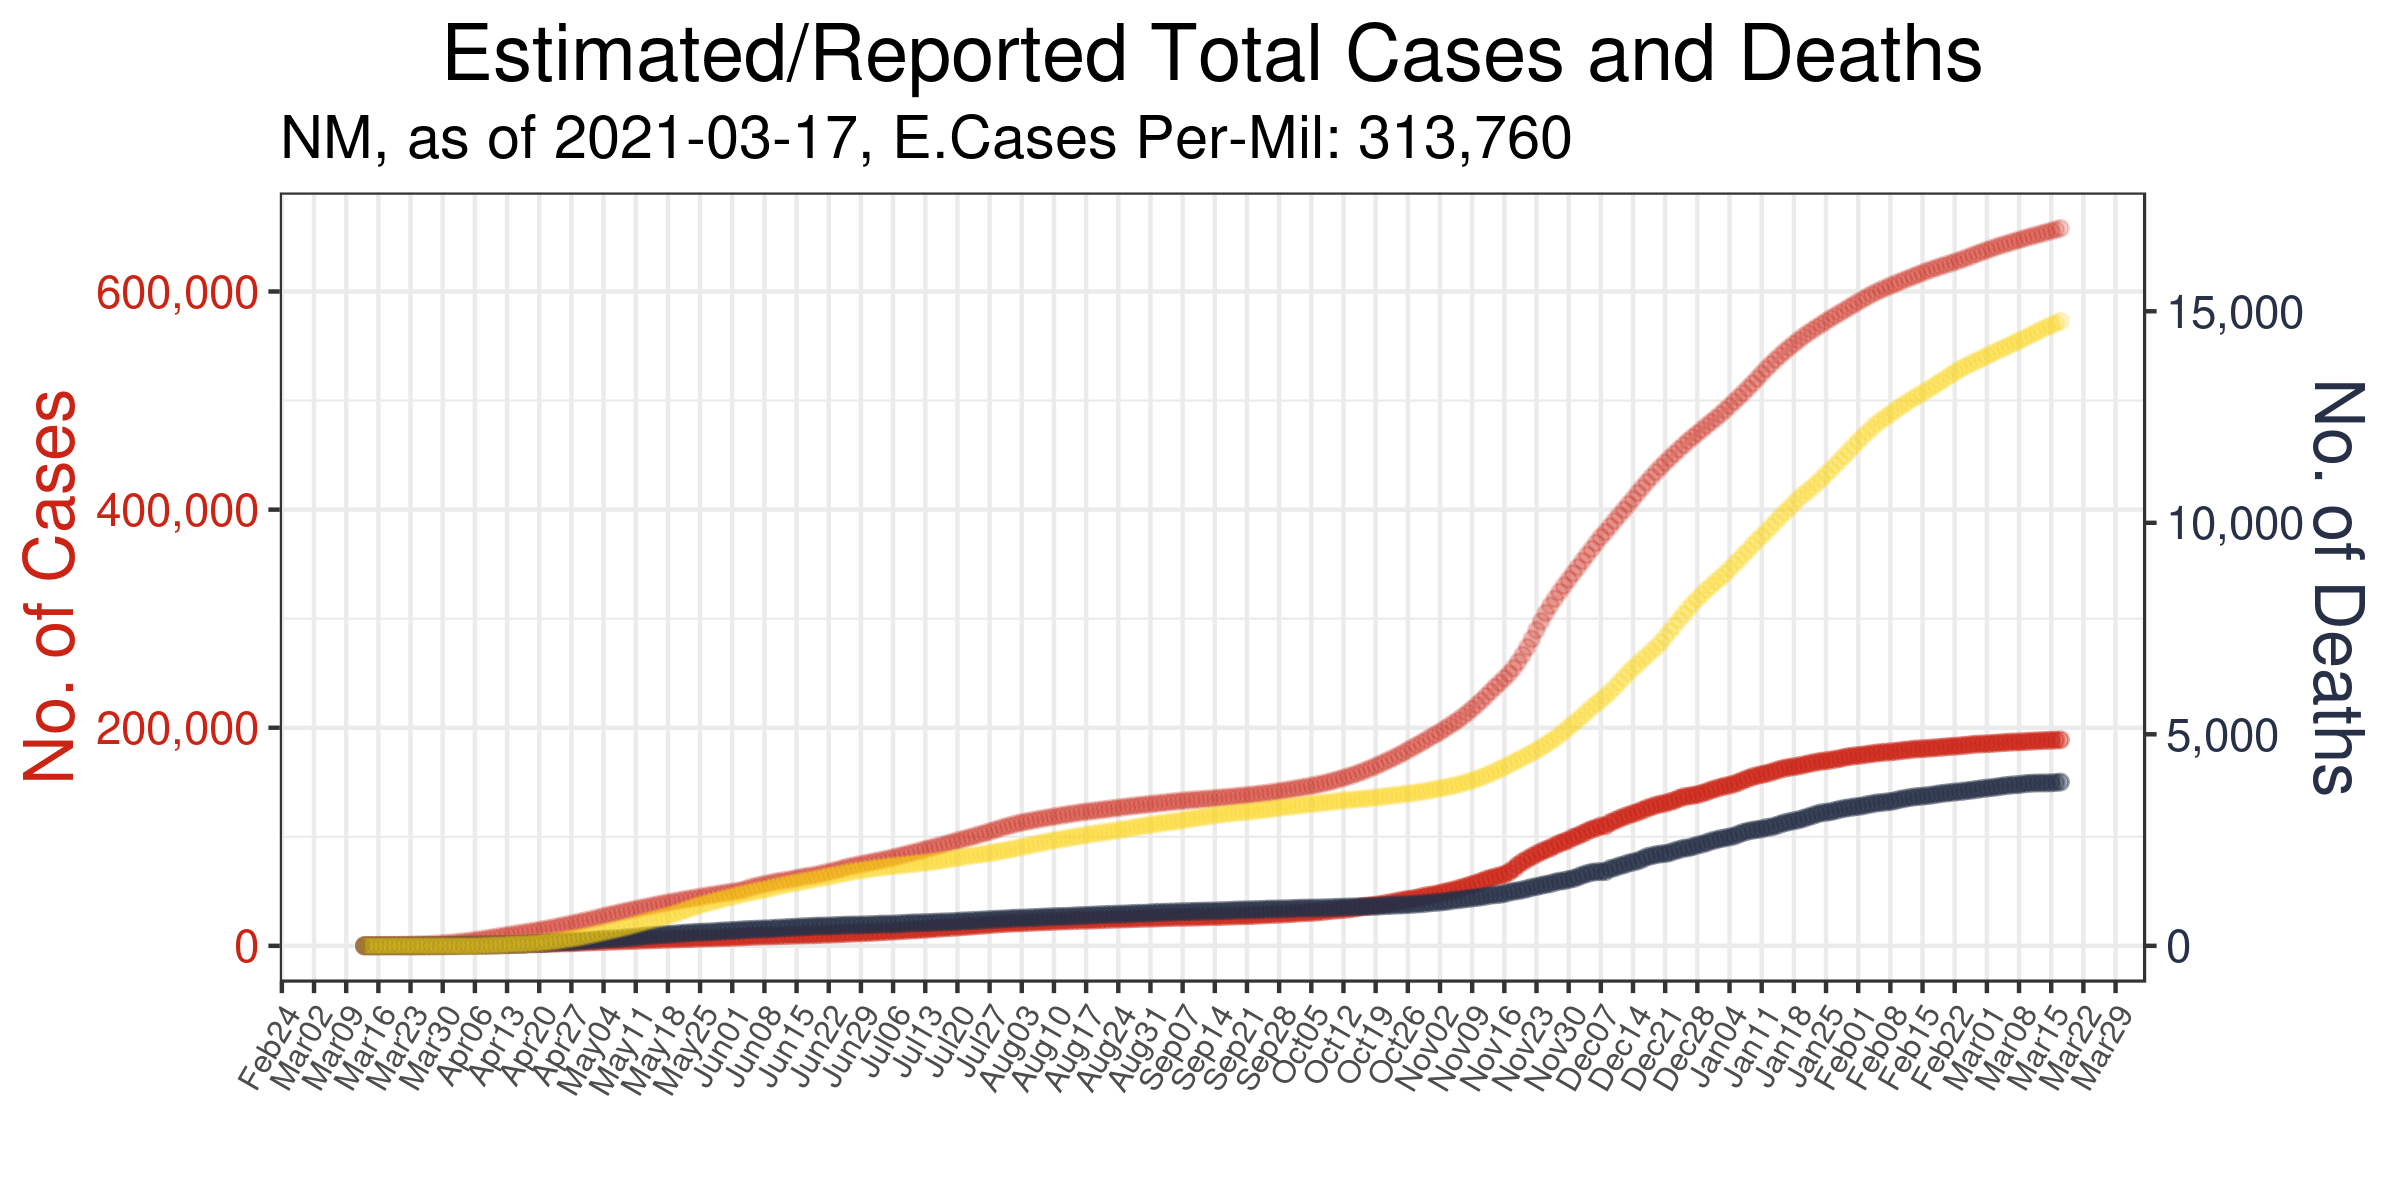 Estimated/Reported Total Cases and Deaths
NM, as of 2021-03-17, E.Cases Per-Mil: 313,760
No. of Cases
600,000
400,000
200,000
0
15,000
10,000
5,000
0
No. of Deaths
Feb24
Mar02
Mar09
Mar16
Mar23
Mar30
Apr06
Apr13
Apr20
Apr27
May04
May11
May18
May25
Jun01
Jun08
Jun15
Jun22
Jun29
Jul06
Jul13
Jul20
Jul27
Aug03
Aug10
Aug17
Aug24
Aug31
Sep07
Sep14
Sep21
Sep28
Oct05
Oct12
Oct19
Oct26
Nov02
Nov09
Nov16
Nov23
Nov30
Dec07
Dec14
Dec21
Dec28
Jan04
Jan11
Jan18
Jan25
Feb01
Feb08
Feb15
Feb22
Mar01
Mar08
Mar15
Mar22
Mar29